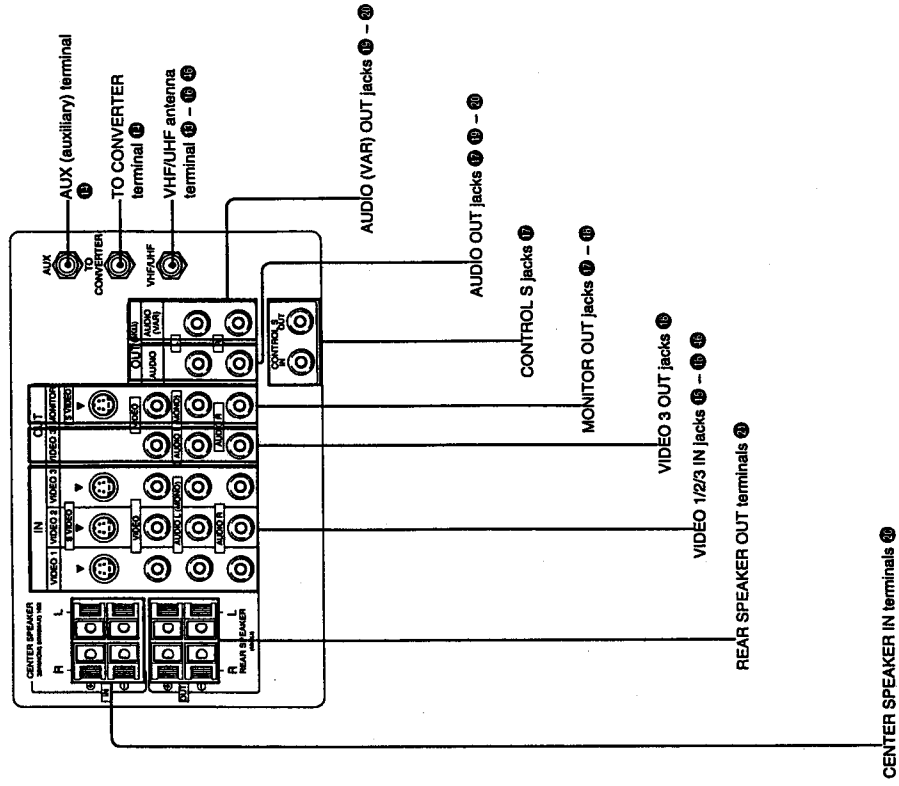 AUX (auxiliary) terminal
TO CONVERTER
terminal
VHF/UHF antenna
terminal
AUDIO (VAR) OUT jacks ⓳ – ⓴
AUDIO OUT jacks ⓱ ⓳ – ⓴
CONTROL S jacks ⓱
MONITOR OUT jacks ⓱ –
VIDEO 3 OUT jacks
VIDEO 1/2/3 IN jacks
REAR SPEAKER OUT terminals
CENTER SPEAKER IN terminals ⓴
AUX
TO
CONVERTER
VHF/UHF
OUT
AUDIO
AUDIO
(VAR)
CONTROL S
IN
OUT
OUT
VIDEO 3
MONITOR
S VIDEO
VIDEO
AUDIO L (MONO)
AUDIO R
IN
VIDEO 1
VIDEO 2
VIDEO 3
S VIDEO
VIDEO
AUDIO L (MONO)
AUDIO R
CENTER SPEAKER
R
L
IN
⊕
⊖
OUT
⊕
⊖
R
L
REAR SPEAKER